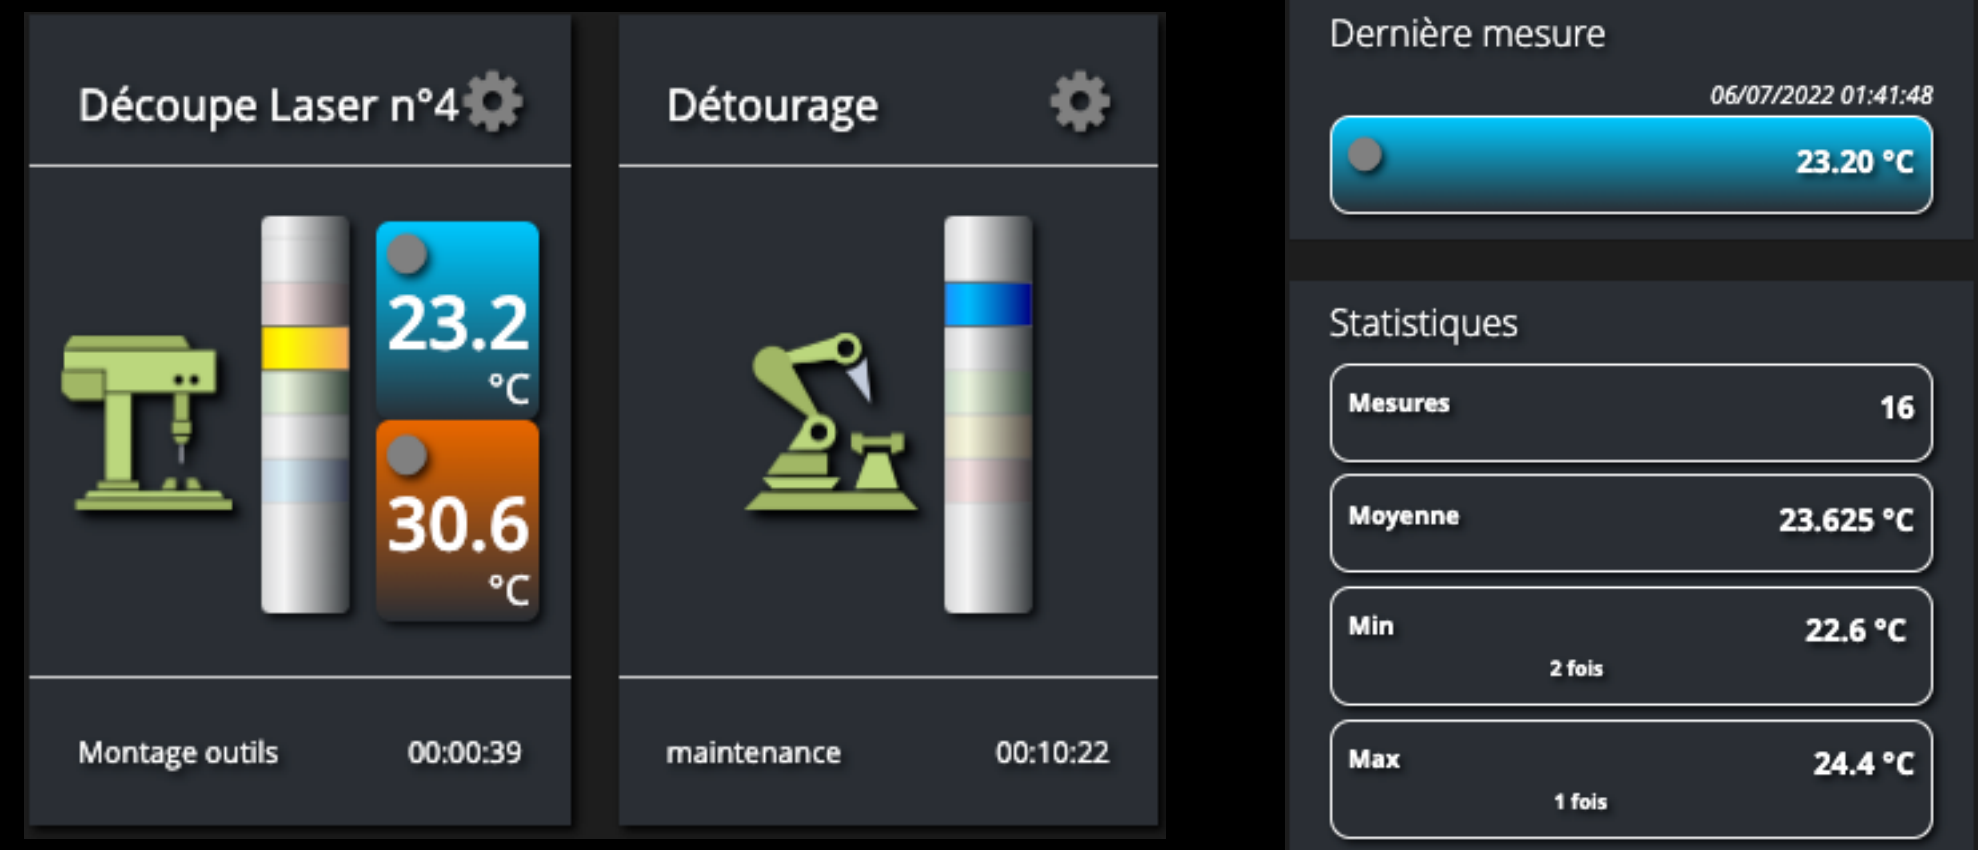 Découpe Laser n°4
23.2
°C
30.6
°C
Montage outils 00:00:39
Détourage
maintenance 00:10:22
Dernière mesure
06/07/2022 01:41:48
23.20 °C
Statistiques
Mesures 16
Moyenne 23.625 °C
Min 22.6 °C
2 fois
Max 24.4 °C
1 fois